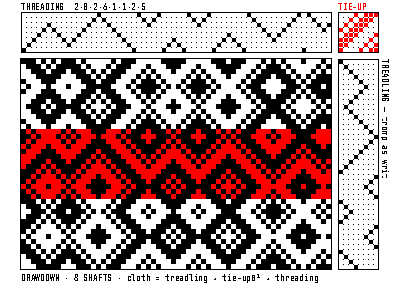 THREADING 2·8·2·6·1·1·2·5
TIE-UP
TREADLING — tromp as writ
DRAWDOWN · 8 SHAFTS · cloth = treadling · tie-up · threading